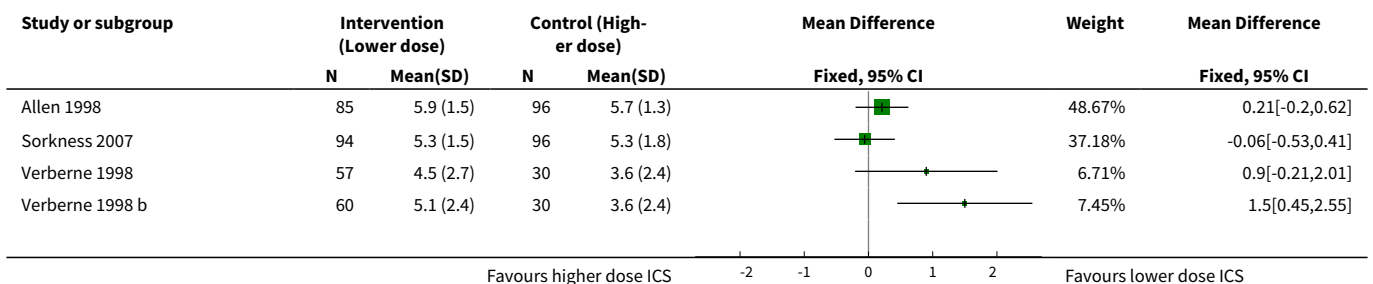 Study or subgroup Intervention (Lower dose) Control (High-er dose) Mean Difference Weight Mean Difference
N Mean(SD) N Mean(SD) Fixed, 95% CI Fixed, 95% CI
Allen 1998 85 5.9 (1.5) 96 5.7 (1.3) 48.67% 0.21[-0.2,0.62]
Sorkness 2007 94 5.3 (1.5) 96 5.3 (1.8) 37.18% -0.06[-0.53,0.41]
Verberne 1998 57 4.5 (2.7) 30 3.6 (2.4) 6.71% 0.9[-0.21,2.01]
Verberne 1998 b 60 5.1 (2.4) 30 3.6 (2.4) 7.45% 1.5[0.45,2.55]
Favours higher dose ICS -2 -1 0 1 2 Favours lower dose ICS